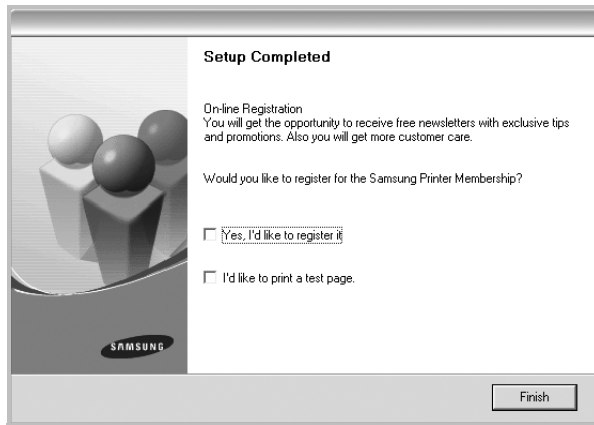 Setup Completed
On-line Registration
You will get the opportunity to receive free newsletters with exclusive tips
and promotions. Also you will get more customer care.
Would you like to register for the Samsung Printer Membership?
Yes, I'd like to register it
I'd like to print a test page.
SAMSUNG
Finish